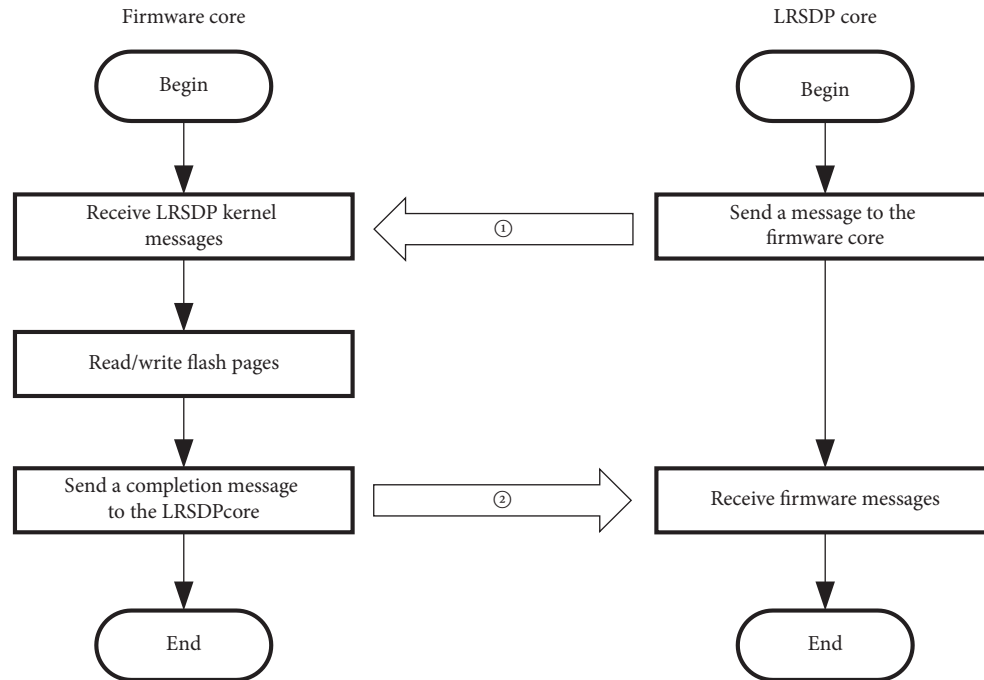 Firmware core
LRSDP core
Begin
Begin
Receive LRSDP kernel
messages
①
Send a message to the
firmware core
Read/write flash pages
Send a completion message
to the LRSDPcore
②
Receive firmware messages
End
End